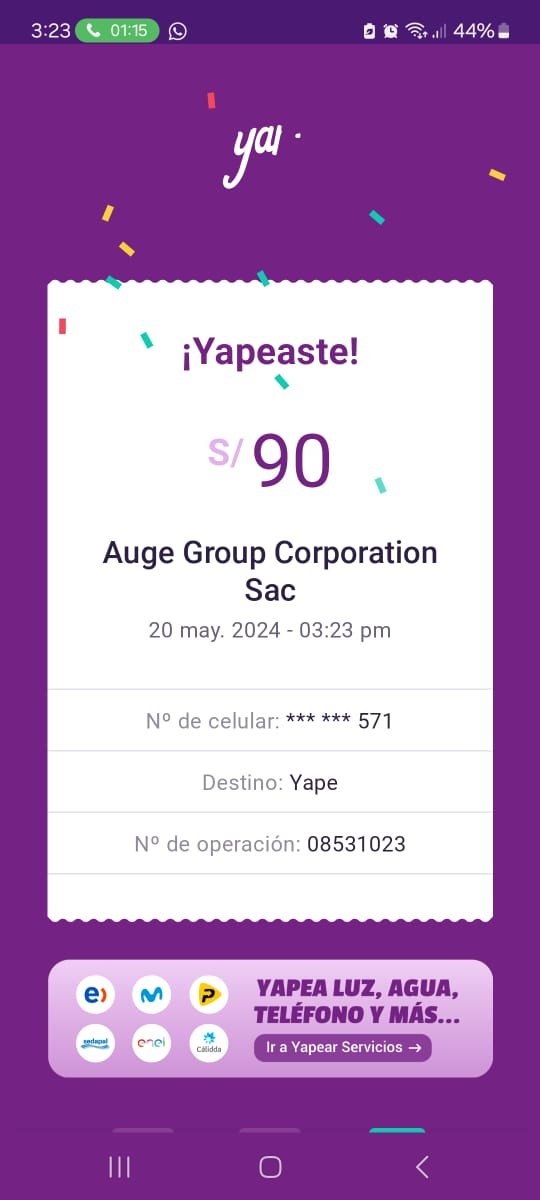 3:23 01:15 44%
¡Yapeaste!
S/ 90
Auge Group Corporation
Sac
20 may. 2024 - 03:23 pm
Nº de celular: *** *** 571
Destino: Yape
Nº de operación: 08531023
YAPEA LUZ, AGUA,
TELÉFONO Y MÁS...
Ir a Yapear Servicios →
e)
sedapal enel Cálidda